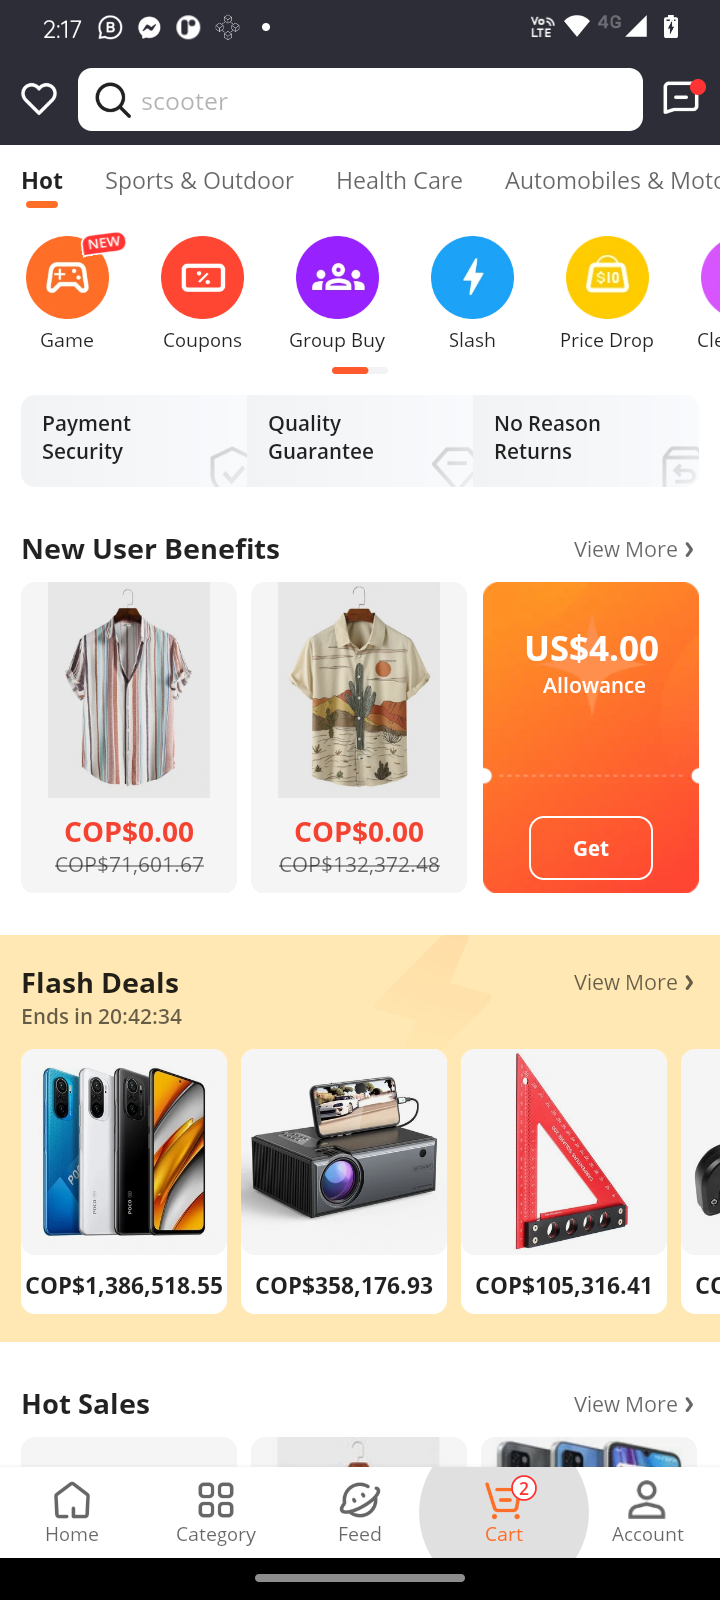 2:17
Vo LTE
4G
scooter
Hot
Sports & Outdoor
Health Care
Automobiles & Moto
NEW
$10
Game
Coupons
Group Buy
Slash
Price Drop
Cle
Payment
Security
Quality
Guarantee
No Reason
Returns
New User Benefits
View More
US$4.00
Allowance
COP$0.00
COP$71,601.67
COP$0.00
COP$132,372.48
Get
Flash Deals
View More
Ends in 20:42:34
COP$1,386,518.55
COP$358,176.93
COP$105,316.41
CO
Hot Sales
View More
2
Home
Category
Feed
Cart
Account